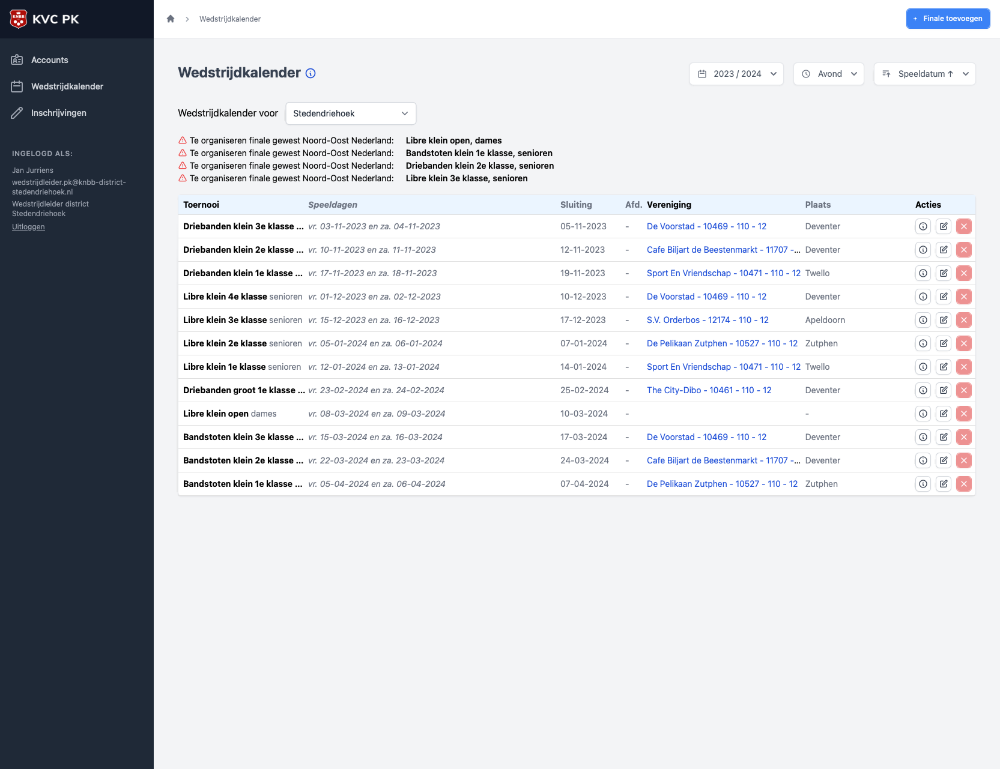 KNBB
KVC PK
Wedstrijdkalender
+ Finale toevoegen
Accounts
Wedstrijdkalender
Inschrijvingen
INGELOGD ALS:
Jan Jurriens
wedstrijdleider.pk@knbb-district-
stedendriehoek.nl
Wedstrijdleider district
Stedendriehoek
Uitloggen
Wedstrijdkalender
2023 / 2024
Avond
Speeldatum ↑
Wedstrijdkalender voor Stedendriehoek
Te organiseren finale gewest Noord-Oost Nederland: Libre klein open, dames
Te organiseren finale gewest Noord-Oost Nederland: Bandstoten klein 1e klasse, senioren
Te organiseren finale gewest Noord-Oost Nederland: Driebanden klein 2e klasse, senioren
Te organiseren finale gewest Noord-Oost Nederland: Libre klein 3e klasse, senioren
Toernooi Speeldagen Sluiting Afd. Vereniging Plaats Acties
Driebanden klein 3e klasse ... vr. 03-11-2023 en za. 04-11-2023 05-11-2023 - De Voorstad - 10469 - 110 - 12 Deventer
Driebanden klein 2e klasse ... vr. 10-11-2023 en za. 11-11-2023 12-11-2023 - Cafe Biljart de Beestenmarkt - 11707 -... Deventer
Driebanden klein 1e klasse ... vr. 17-11-2023 en za. 18-11-2023 19-11-2023 - Sport En Vriendschap - 10471 - 110 - 12 Twello
Libre klein 4e klasse senioren vr. 01-12-2023 en za. 02-12-2023 10-12-2023 - De Voorstad - 10469 - 110 - 12 Deventer
Libre klein 3e klasse senioren vr. 15-12-2023 en za. 16-12-2023 17-12-2023 - S.V. Orderbos - 12174 - 110 - 12 Apeldoorn
Libre klein 2e klasse senioren vr. 05-01-2024 en za. 06-01-2024 07-01-2024 - De Pelikaan Zutphen - 10527 - 110 - 12 Zutphen
Libre klein 1e klasse senioren vr. 12-01-2024 en za. 13-01-2024 14-01-2024 - Sport En Vriendschap - 10471 - 110 - 12 Twello
Driebanden groot 1e klasse ... vr. 23-02-2024 en za. 24-02-2024 25-02-2024 - The City-Dibo - 10461 - 110 - 12 Deventer
Libre klein open dames vr. 08-03-2024 en za. 09-03-2024 10-03-2024 - -
Bandstoten klein 3e klasse ... vr. 15-03-2024 en za. 16-03-2024 17-03-2024 - De Voorstad - 10469 - 110 - 12 Deventer
Bandstoten klein 2e klasse ... vr. 22-03-2024 en za. 23-03-2024 24-03-2024 - Cafe Biljart de Beestenmarkt - 11707 -... Deventer
Bandstoten klein 1e klasse ... vr. 05-04-2024 en za. 06-04-2024 07-04-2024 - De Pelikaan Zutphen - 10527 - 110 - 12 Zutphen